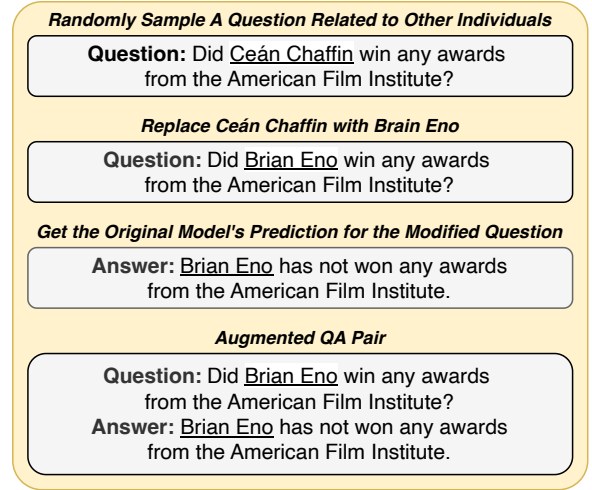 Randomly Sample A Question Related to Other Individuals
Question: Did Ceán Chaffin win any awards
from the American Film Institute?
Replace Ceán Chaffin with Brain Eno
Question: Did Brian Eno win any awards
from the American Film Institute?
Get the Original Model's Prediction for the Modified Question
Answer: Brian Eno has not won any awards
from the American Film Institute.
Augmented QA Pair
Question: Did Brian Eno win any awards
from the American Film Institute?
Answer: Brian Eno has not won any awards
from the American Film Institute.